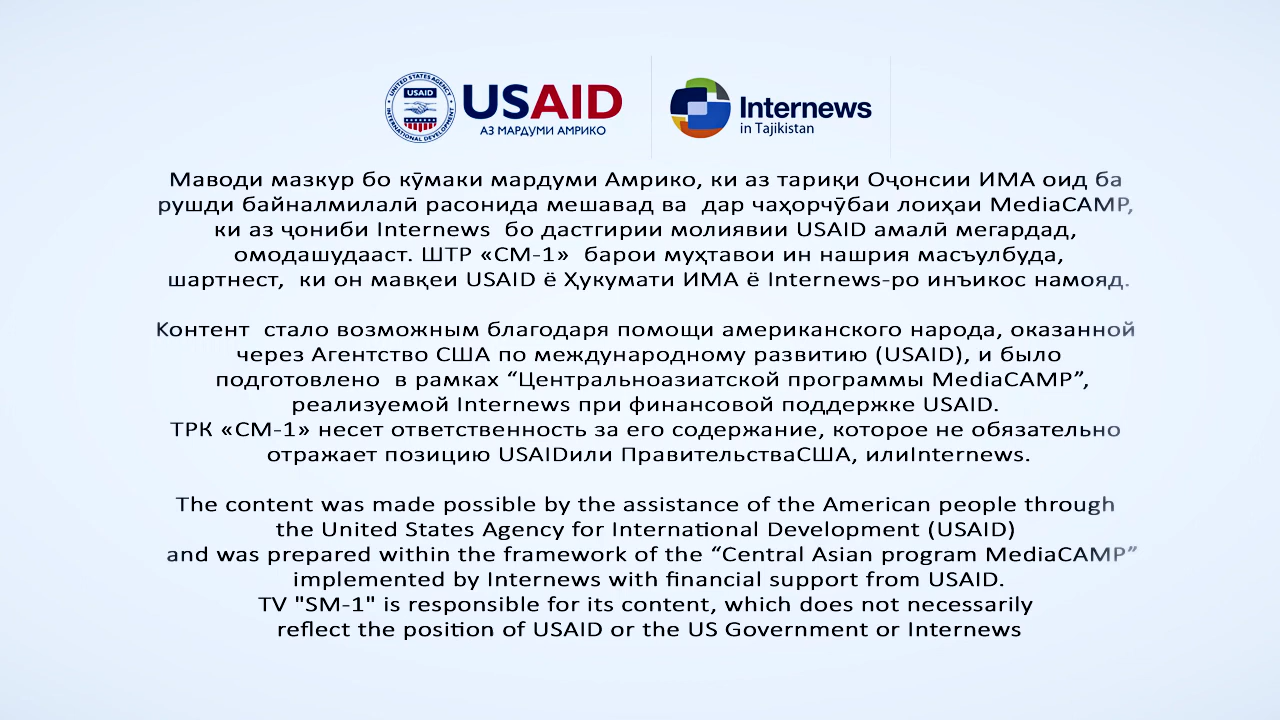 UNITED STATES AGENCY
USAID
INTERNATIONAL DEVELOPMENT
USAID
АЗ МАРДУМИ АМРИКО
Internews
in Tajikistan
Маводи мазкур бо кӯмаки мардуми Амрико, ки аз тариқи Оҷонсии ИМА оид ба
рушди байналмилалӣ расонида мешавад ва  дар чаҳорчӯбаи лоиҳаи MediaCAMP,
ки аз ҷониби Internews  бо дастгирии молиявии USAID амалӣ мегардад,
омодашудааст. ШТР «СМ-1»  барои муҳтавои ин нашрия масъулбуда,
шартнест,  ки он мавқеи USAID ё Ҳукумати ИМА ё Internews-ро инъикос намояд.
Контент  стало возможным благодаря помощи американского народа, оказанной
через Агентство США по международному развитию (USAID), и было
подготовлено  в рамках “Центральноазиатской программы MediaCAMP”,
реализуемой Internews при финансовой поддержке USAID.
ТРК «СМ-1» несет ответственность за его содержание, которое не обязательно
отражает позицию USAIDили ПравительстваСША, илиInternews.
The content was made possible by the assistance of the American people through
the United States Agency for International Development (USAID)
and was prepared within the framework of the “Central Asian program MediaCAMP”
implemented by Internews with financial support from USAID.
TV "SM-1" is responsible for its content, which does not necessarily
reflect the position of USAID or the US Government or Internews